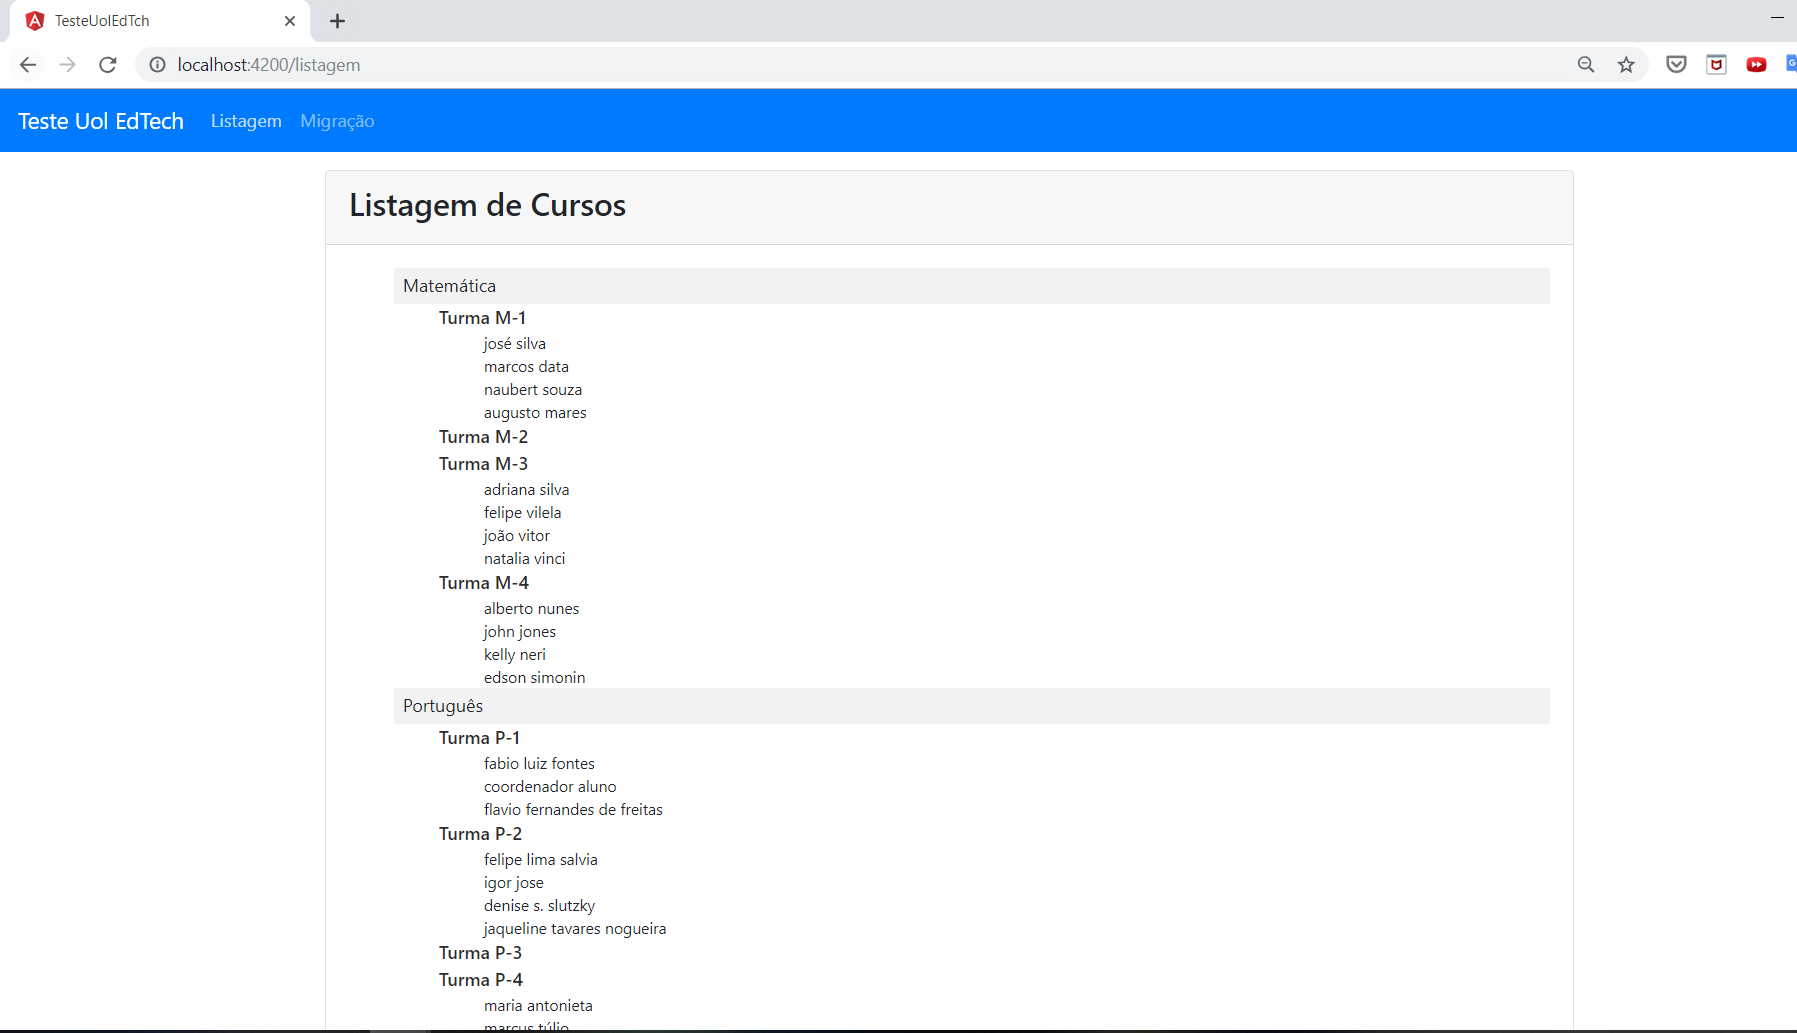 TesteUolEdTch
localhost:4200/listagem
Teste Uol EdTech Listagem Migração
Listagem de Cursos
Matemática
Turma M-1
josé silva
marcos data
naubert souza
augusto mares
Turma M-2
Turma M-3
adriana silva
felipe vilela
joão vitor
natalia vinci
Turma M-4
alberto nunes
john jones
kelly neri
edson simonin
Português
Turma P-1
fabio luiz fontes
coordenador aluno
flavio fernandes de freitas
Turma P-2
felipe lima salvia
igor jose
denise s. slutzky
jaqueline tavares nogueira
Turma P-3
Turma P-4
maria antonieta
marcus túlio